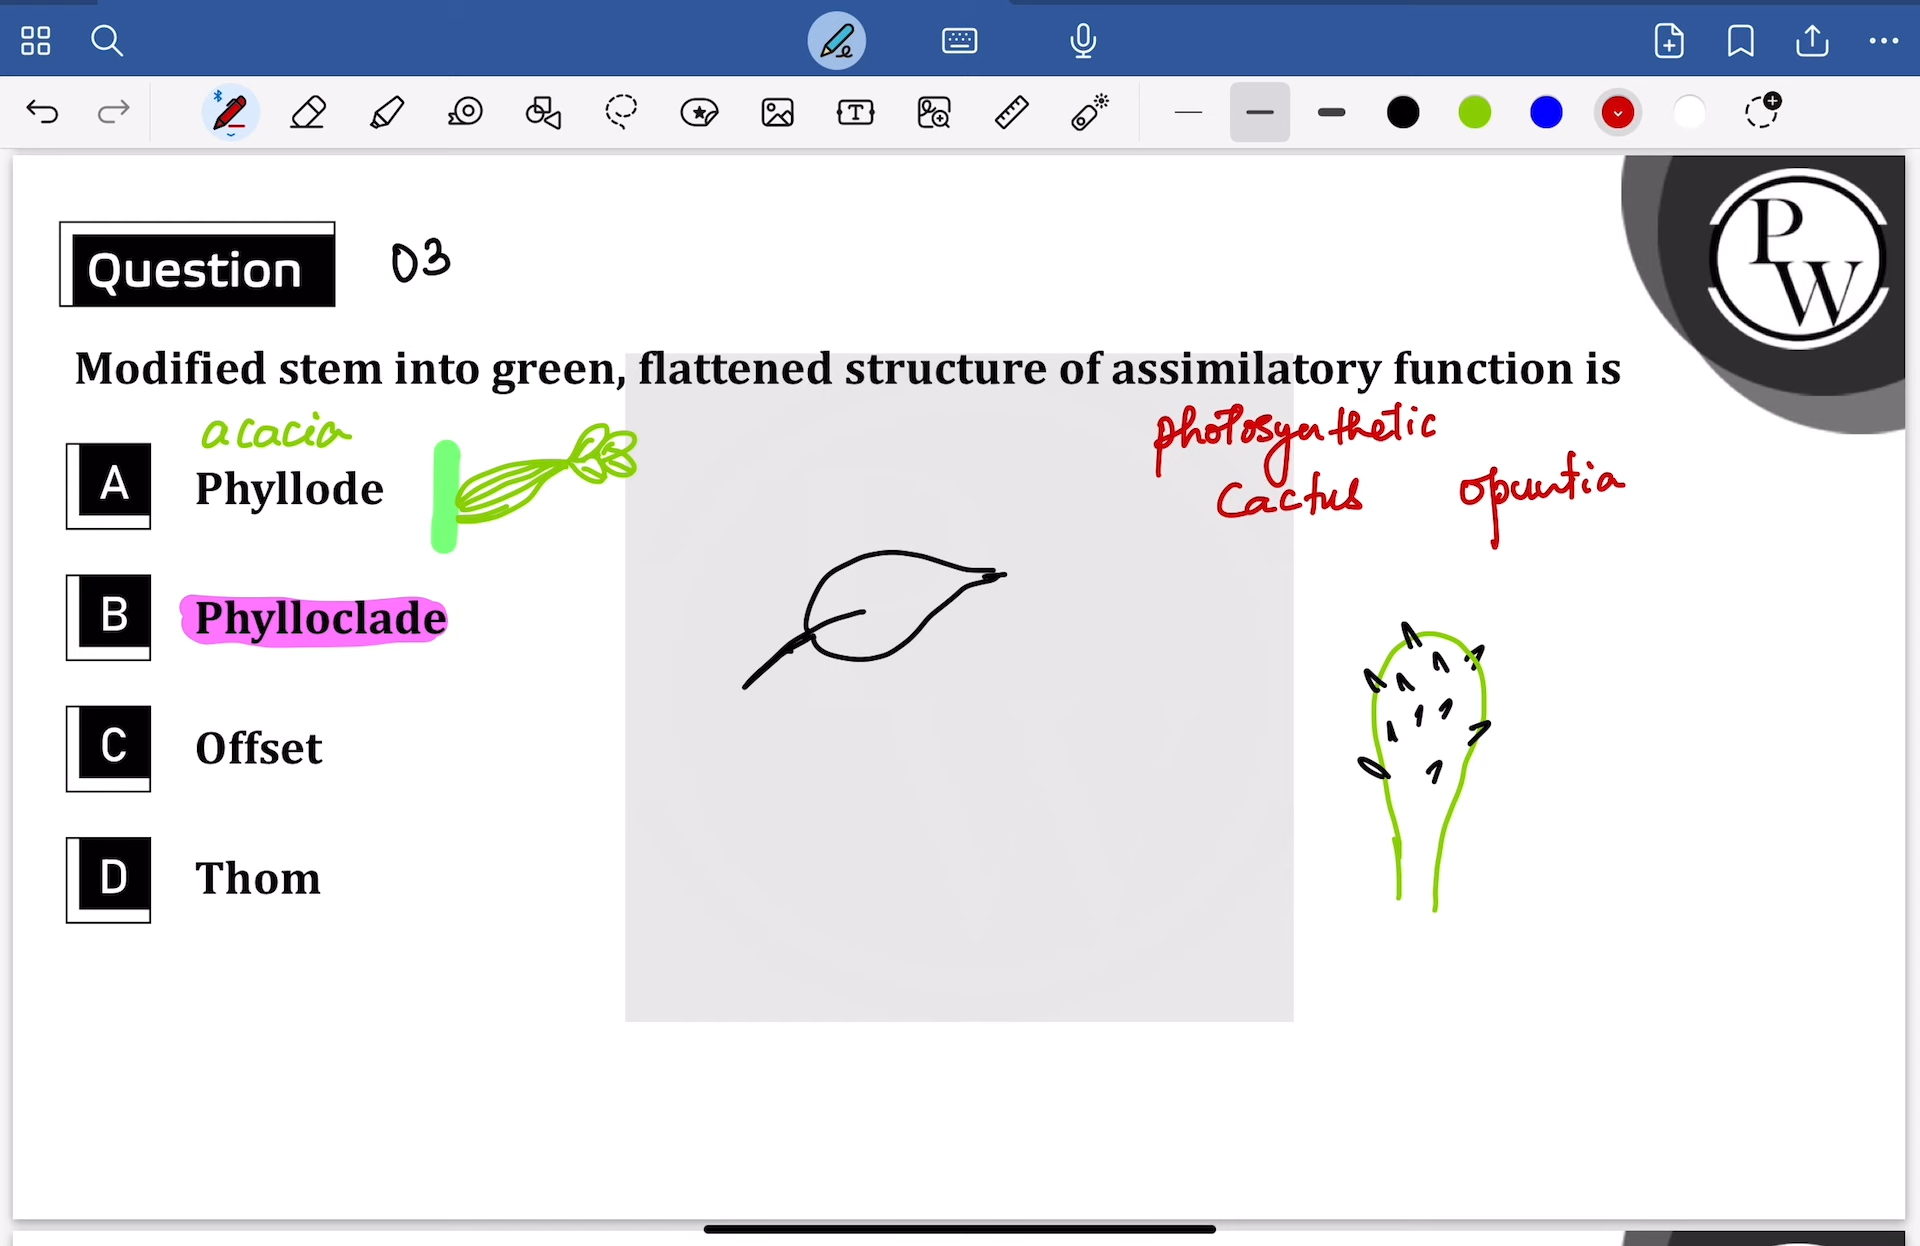 Question 03
PW
Modified stem into green, flattened structure of assimilatory function is
acacia
photosynthetic
A Phyllode
Cactus opuntia
B Phylloclade
C Offset
D Thom